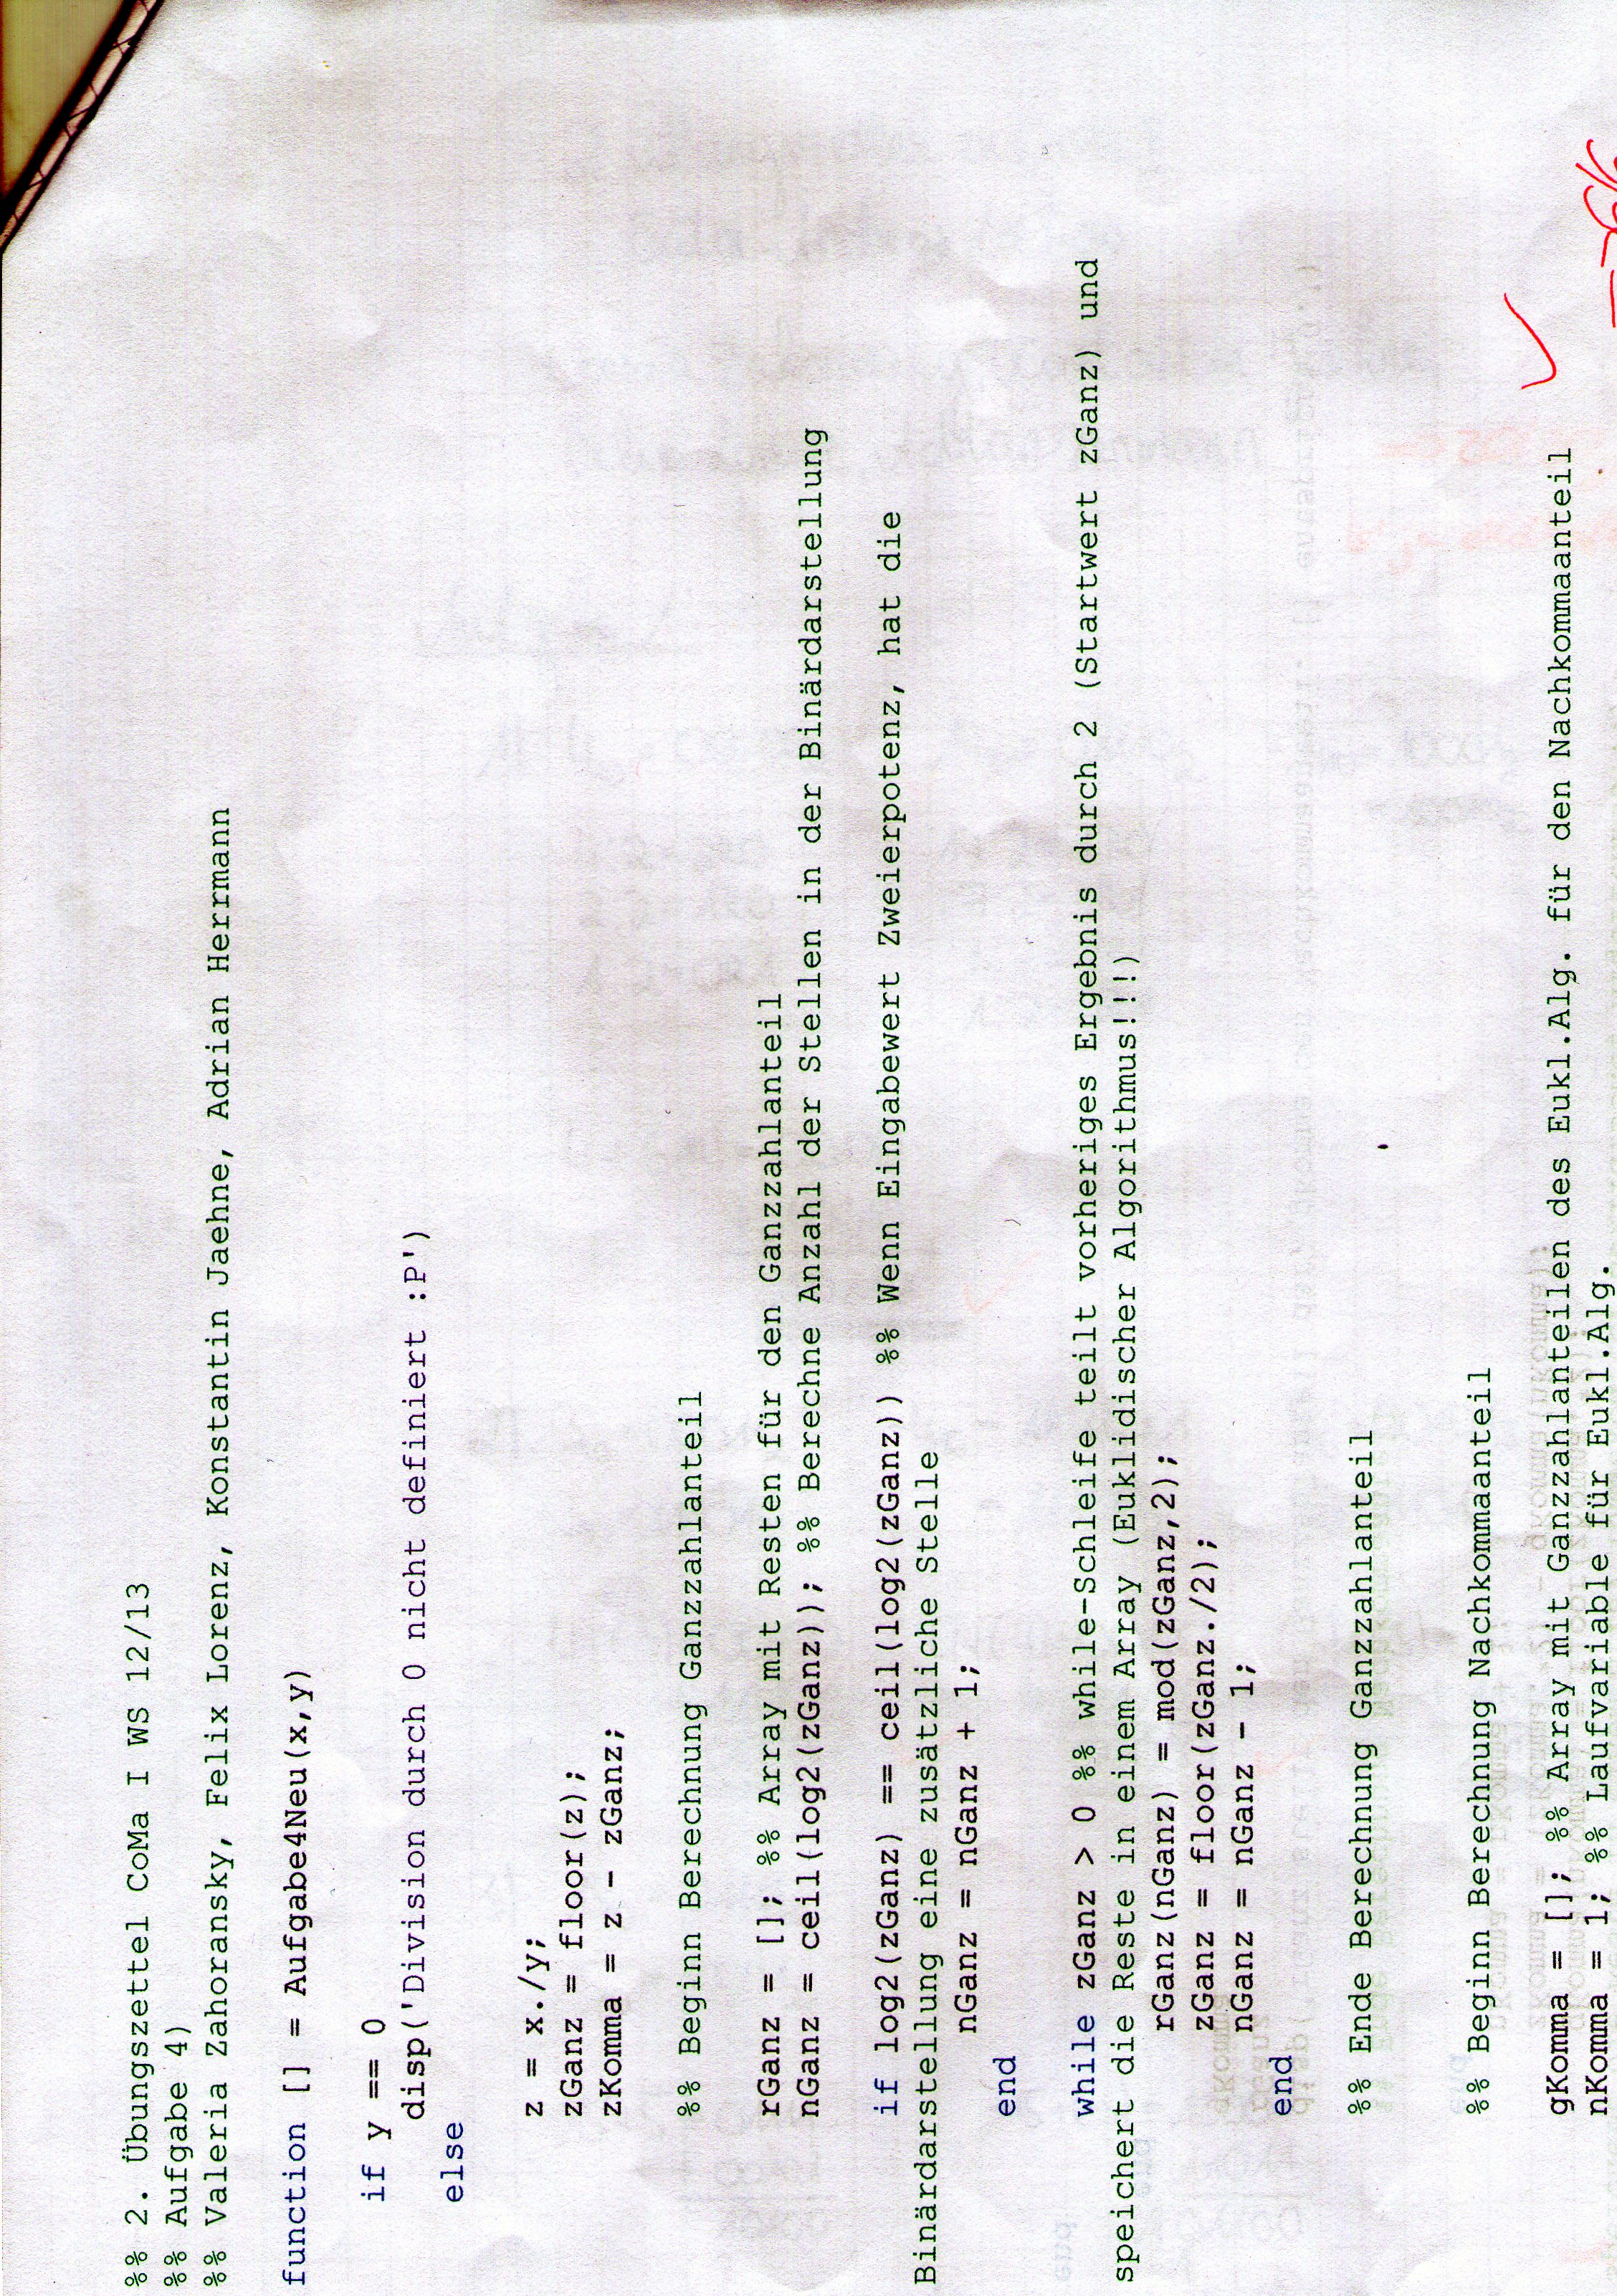 %% 2. Übungszettel CoMa I WS 12/13
%% Aufgabe 4)
%% Valeria Zahoransky, Felix Lorenz, Konstantin Jaehne, Adrian Herrmann
function [] = Aufgabe4Neu(x,y)
if y == 0
disp('Division durch 0 nicht definiert :P')
else
z = x./y;
zGanz = floor(z);
zKomma = z - zGanz;
%% Beginn Berechnung Ganzzahlanteil
rGanz = []; %% Array mit Resten für den Ganzzahlanteil
nGanz = ceil(log2(zGanz)); %% Berechne Anzahl der Stellen in der Binärdarstellung
if log2(zGanz) == ceil(log2(zGanz)) %% Wenn Eingabewert Zweierpotenz, hat die
Binärdarstellung eine zusätzliche Stelle
nGanz = nGanz + 1;
end
while zGanz > 0 %% while-Schleife teilt vorheriges Ergebnis durch 2 (Startwert zGanz) und
speichert die Reste in einem Array (Euklidischer Algorithmus!!!)
rGanz(nGanz) = mod(zGanz,2);
zGanz = floor(zGanz./2);
nGanz = nGanz - 1;
end
%% Ende Berechnung Ganzzahlanteil
%% Beginn Berechnung Nachkommaanteil
gKomma = []; %% Array mit Ganzzahlanteilen des Eukl.Alg. für den Nachkommaanteil
nKomma = 1; %% Laufvariable für Eukl.Alg.